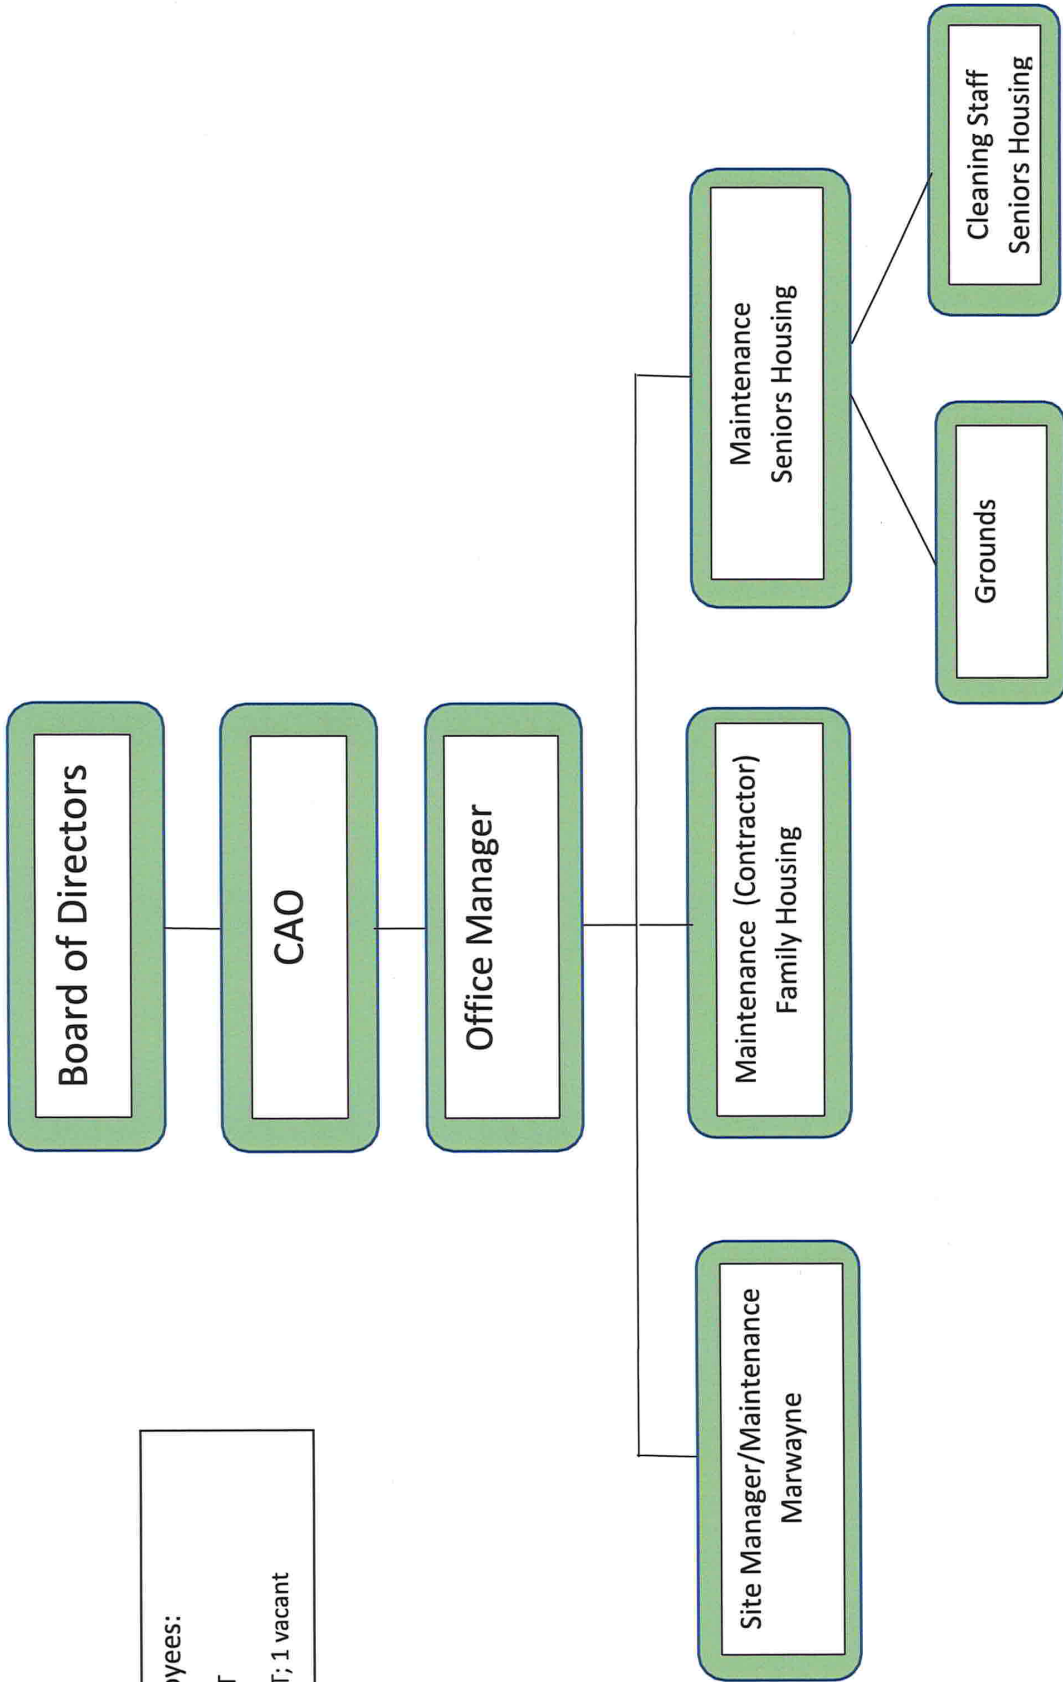 Board of Directors
CAO
Office Manager
Site Manager/Maintenance
Marwayne
Maintenance (Contractor)
Family Housing
Maintenance
Seniors Housing
Grounds
Cleaning Staff
Seniors Housing
oyees:
T
T; 1 vacant